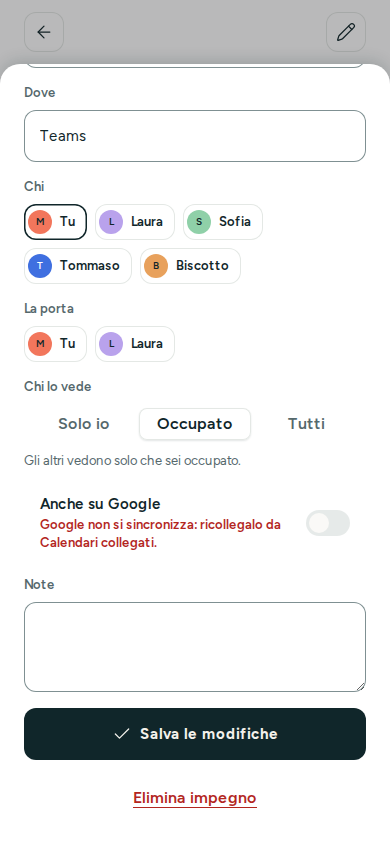 Dove
Teams
Chi
M Tu L Laura S Sofia
T Tommaso B Biscotto
La porta
M Tu L Laura
Chi lo vede
Solo io Occupato Tutti
Gli altri vedono solo che sei occupato.
Anche su Google
Google non si sincronizza: ricollegalo da
Calendari collegati.
Note
Salva le modifiche
Elimina impegno